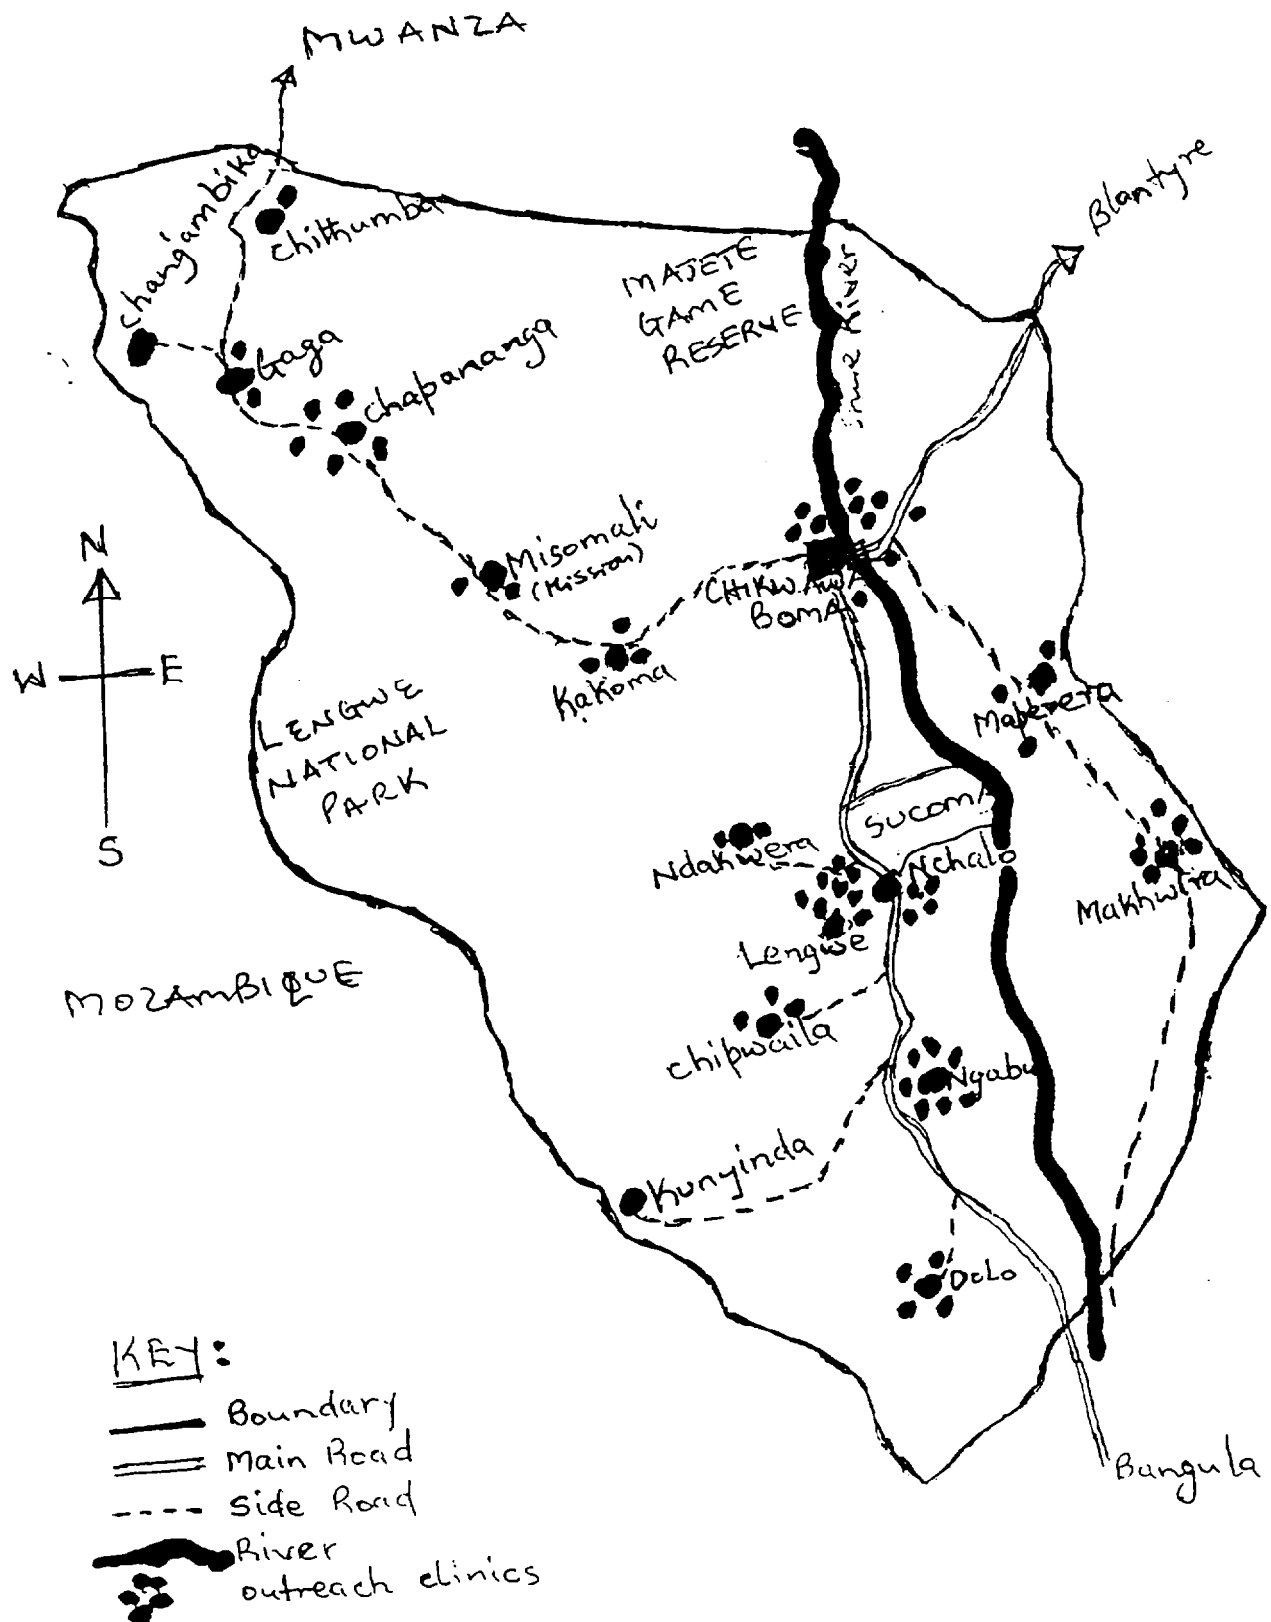 MWANZA
Blantyre
Changambika
Chithumba
MAJETE
GAME
RESERVE
Shire River
Gaga
Chapananga
N
W E
S
Misomali
(Mission)
CHIKWAWA
BOMA
Kakoma
Maperera
LENGWE
NATIONAL
PARK
SUCOMA
Ndakwera
Nchalo
Makhwira
Lengwe
MOZAMBIQUE
Chipwaila
Ngabu
Kunyinda
DOLO
Bangula
KEY:
Boundary
Main Road
Side Road
River
outreach clinics